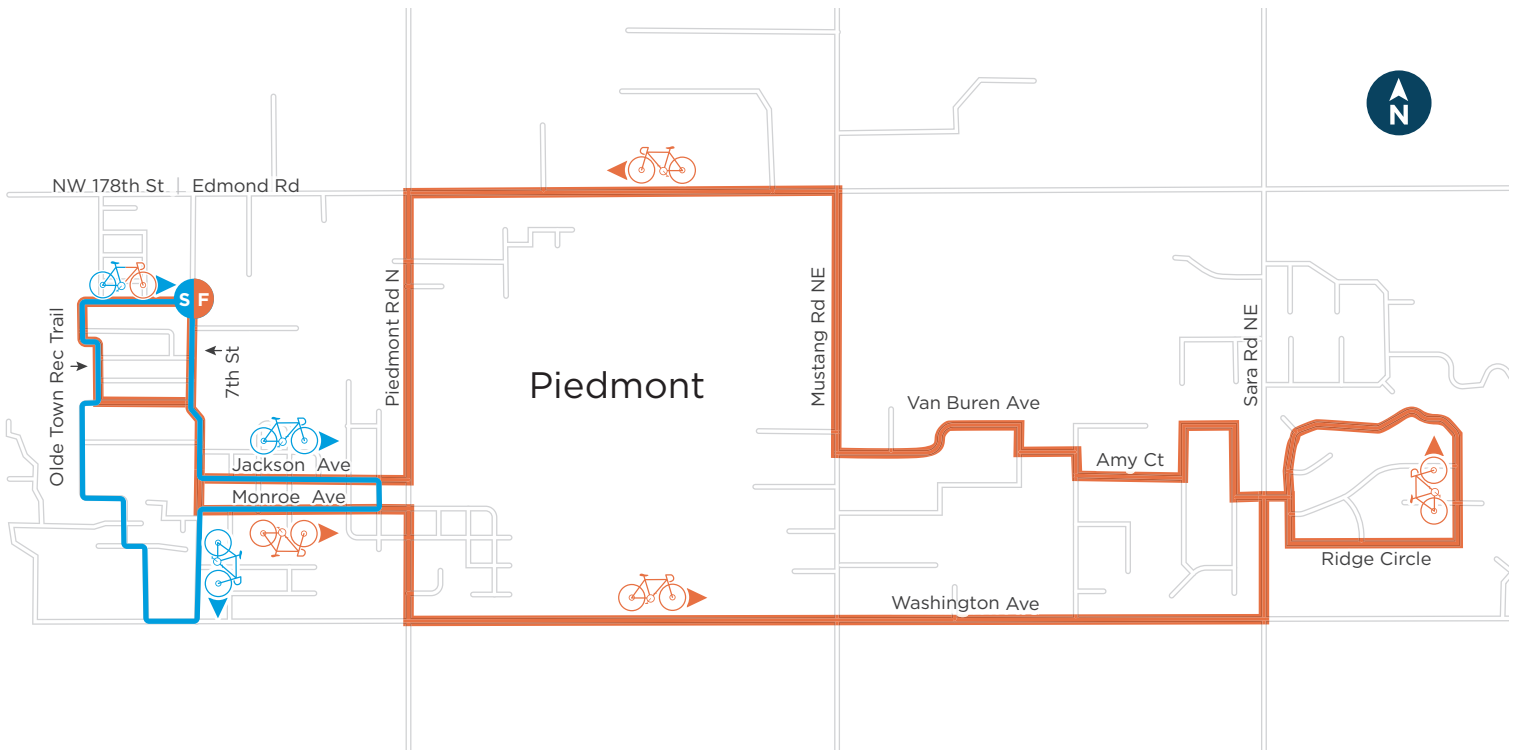 N
NW 178th St
Edmond Rd
S F
Olde Town Rec Trail
7th St
Piedmont Rd N
Piedmont
Mustang Rd NE
Sara Rd NE
Van Buren Ave
Amy Ct
Jackson Ave
Monroe Ave
Ridge Circle
Washington Ave